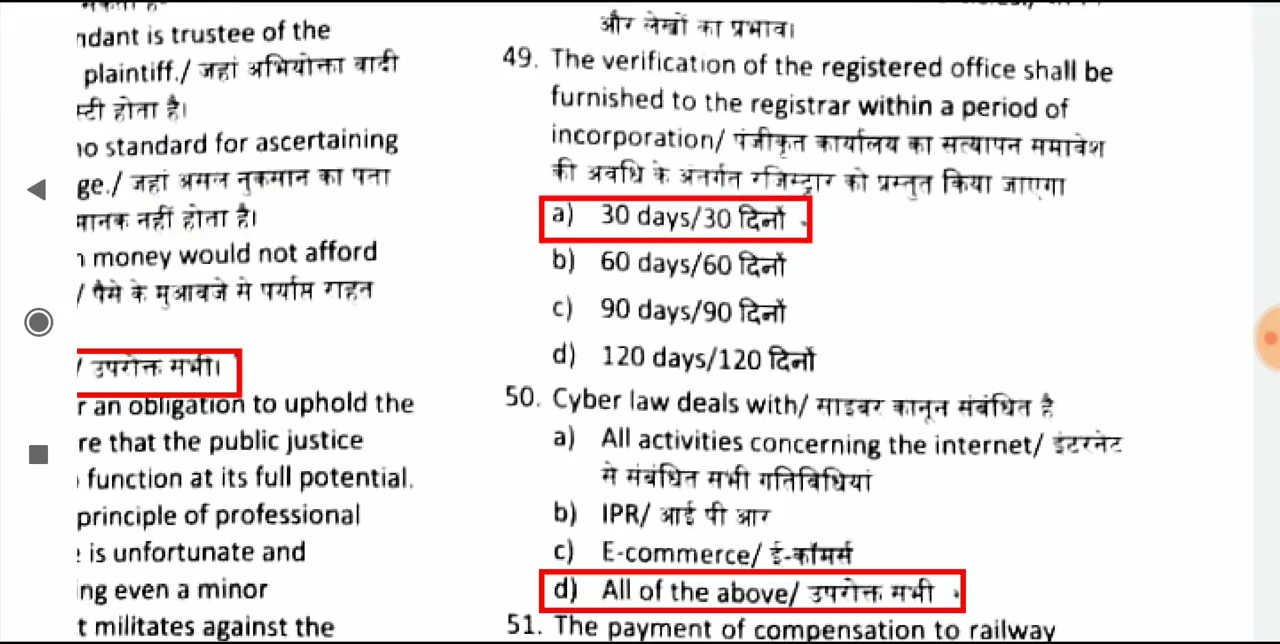 ndant is trustee of the
plaintiff./ जहां अभियोक्ता वादी
स्टी होता है।
no standard for ascertaining
ge./ जहां असल नुकसान का पता
मानक नहीं होता है।
money would not afford
/ पैसे के मुआवजे से पर्याप्त राहत
/ उपरोक्त सभी।
r an obligation to uphold the
re that the public justice
function at its full potential.
principle of professional
is unfortunate and
ing even a minor
t militates against the
और लेखों का प्रभाव।
49. The verification of the registered office shall be
furnished to the registrar within a period of
incorporation/ पंजीकृत कार्यालय का सत्यापन समावेश
की अवधि के अंतर्गत रजिस्ट्रार को प्रस्तुत किया जाएगा
a) 30 days/30 दिनों
b) 60 days/60 दिनों
c) 90 days/90 दिनों
d) 120 days/120 दिनों
50. Cyber law deals with/ साइबर कानून संबंधित है
a) All activities concerning the internet/ इंटरनेट
से संबंधित सभी गतिविधियां
b) IPR/ आई पी आर
c) E-commerce/ ई-कॉमर्स
d) All of the above/ उपरोक्त सभी
51. The payment of compensation to railway